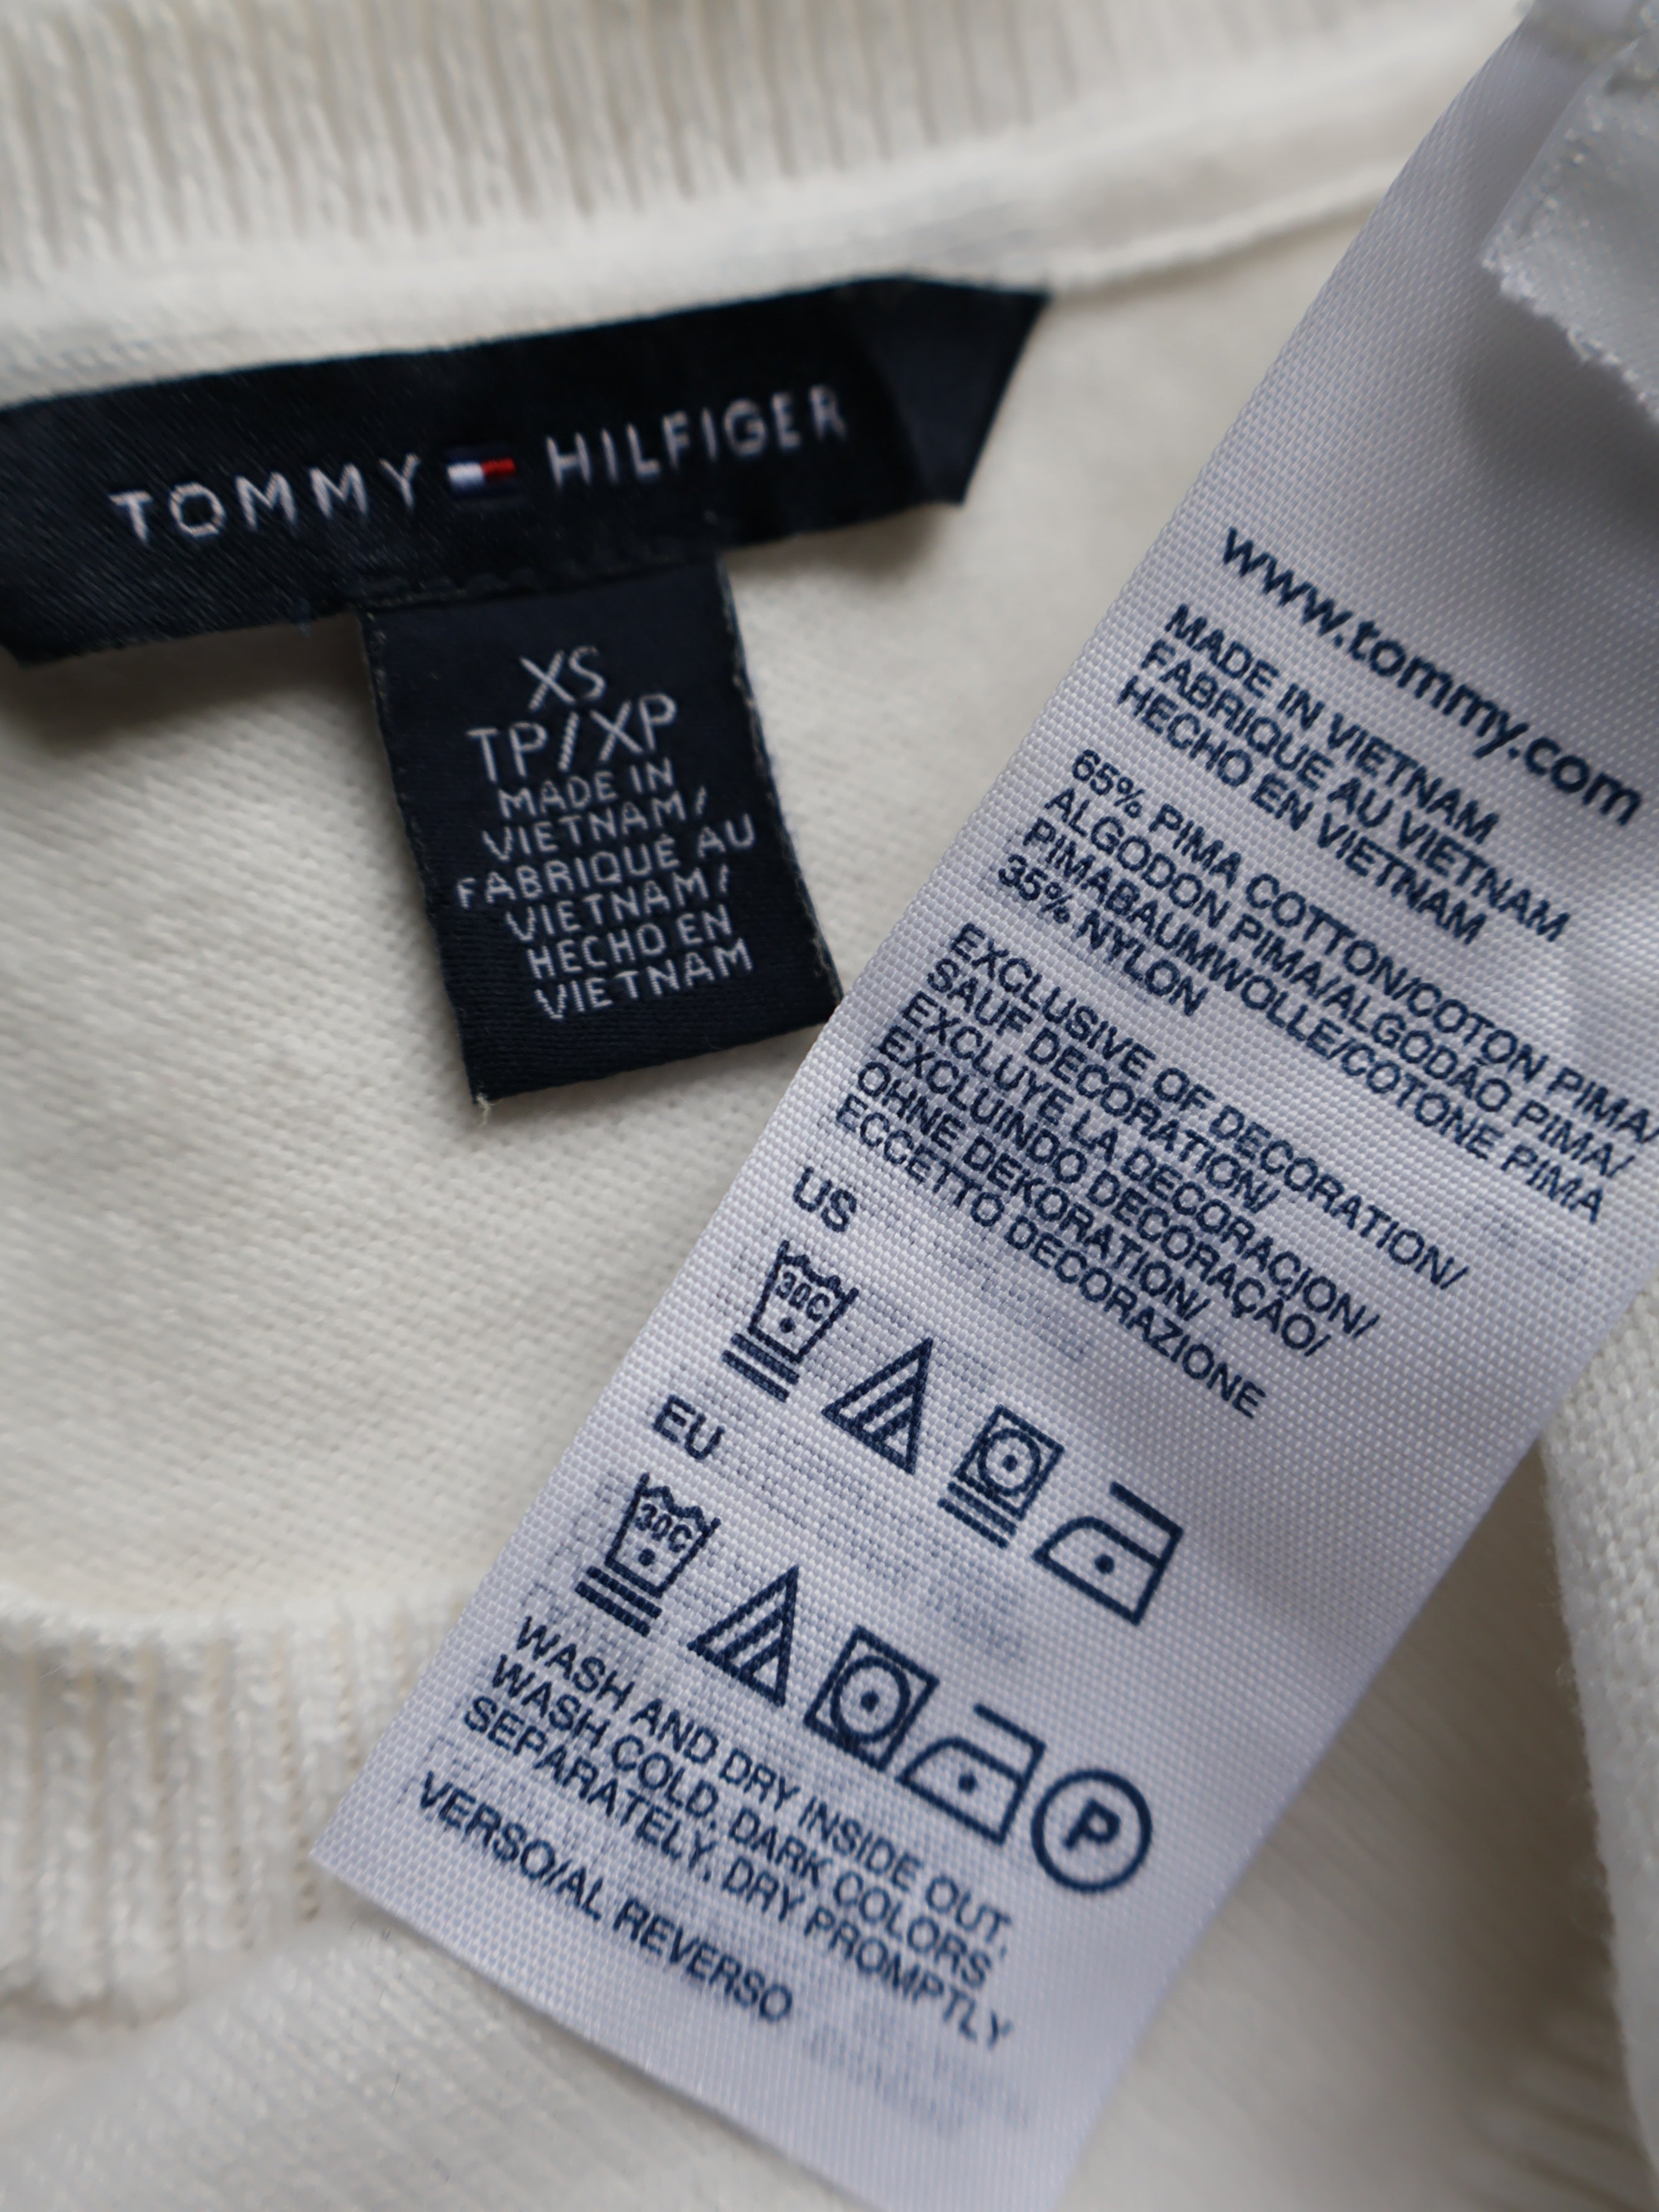 TOMMY HILFIGER
XS
TP/XP
MADE IN
VIETNAM/
FABRIQUÉ AU
VIETNAM/
HECHO EN
VIETNAM
www.tommy.com
MADE IN VIETNAM
FABRIQUE AU VIETNAM
HECHO EN VIETNAM
65% PIMA COTTON/COTON PIMA/
ALGODON PIMA/ALGODÃO PIMA/
PIMABAUMWOLLE/COTONE PIMA
35% NYLON
EXCLUSIVE OF DECORATION/
SAUF DECORATION/
EXCLUYE LA DECORACION/
EXCLUINDO DECORAÇÃO/
OHNE DEKORATION/
ECCETTO DECORAZIONE
US
30C
EU
30C
P
WASH AND DRY INSIDE OUT,
WASH COLD, DARK COLORS
SEPARATELY, DRY PROMPTLY
VERSO/AL REVERSO